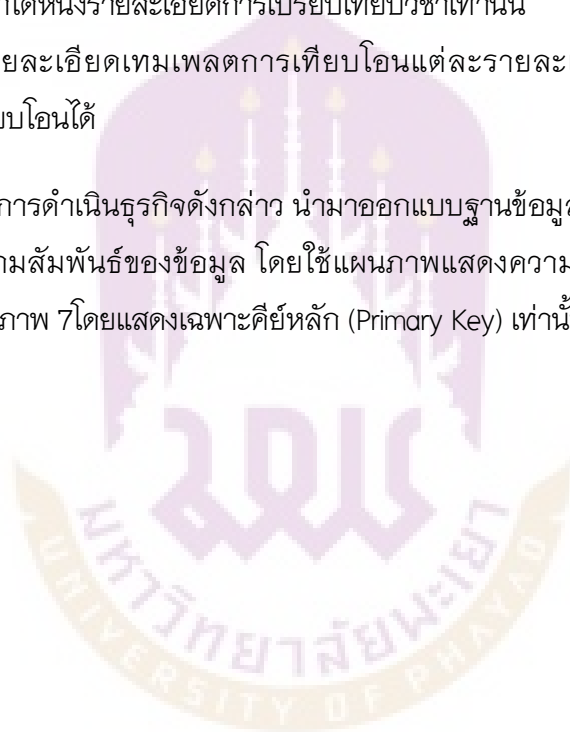 ได้หนึ่งรายละเอียดการเปรียบเทียบวิชาเท่านั้น
ยละเอียดเทมเพลตการเทียบโอนแต่ละรายละ
ยบโอนได้
การดำเนินธุรกิจดังกล่าว นำมาออกแบบฐานข้อมูล
ามสัมพันธ์ของข้อมูล โดยใช้แผนภาพแสดงความ
ภาพ 7โดยแสดงเฉพาะคีย์หลัก (Primary Key) เท่านั้
มพย
มหาวิทยาลัยพะเยา
UNIVERSITY OF PHAYAO